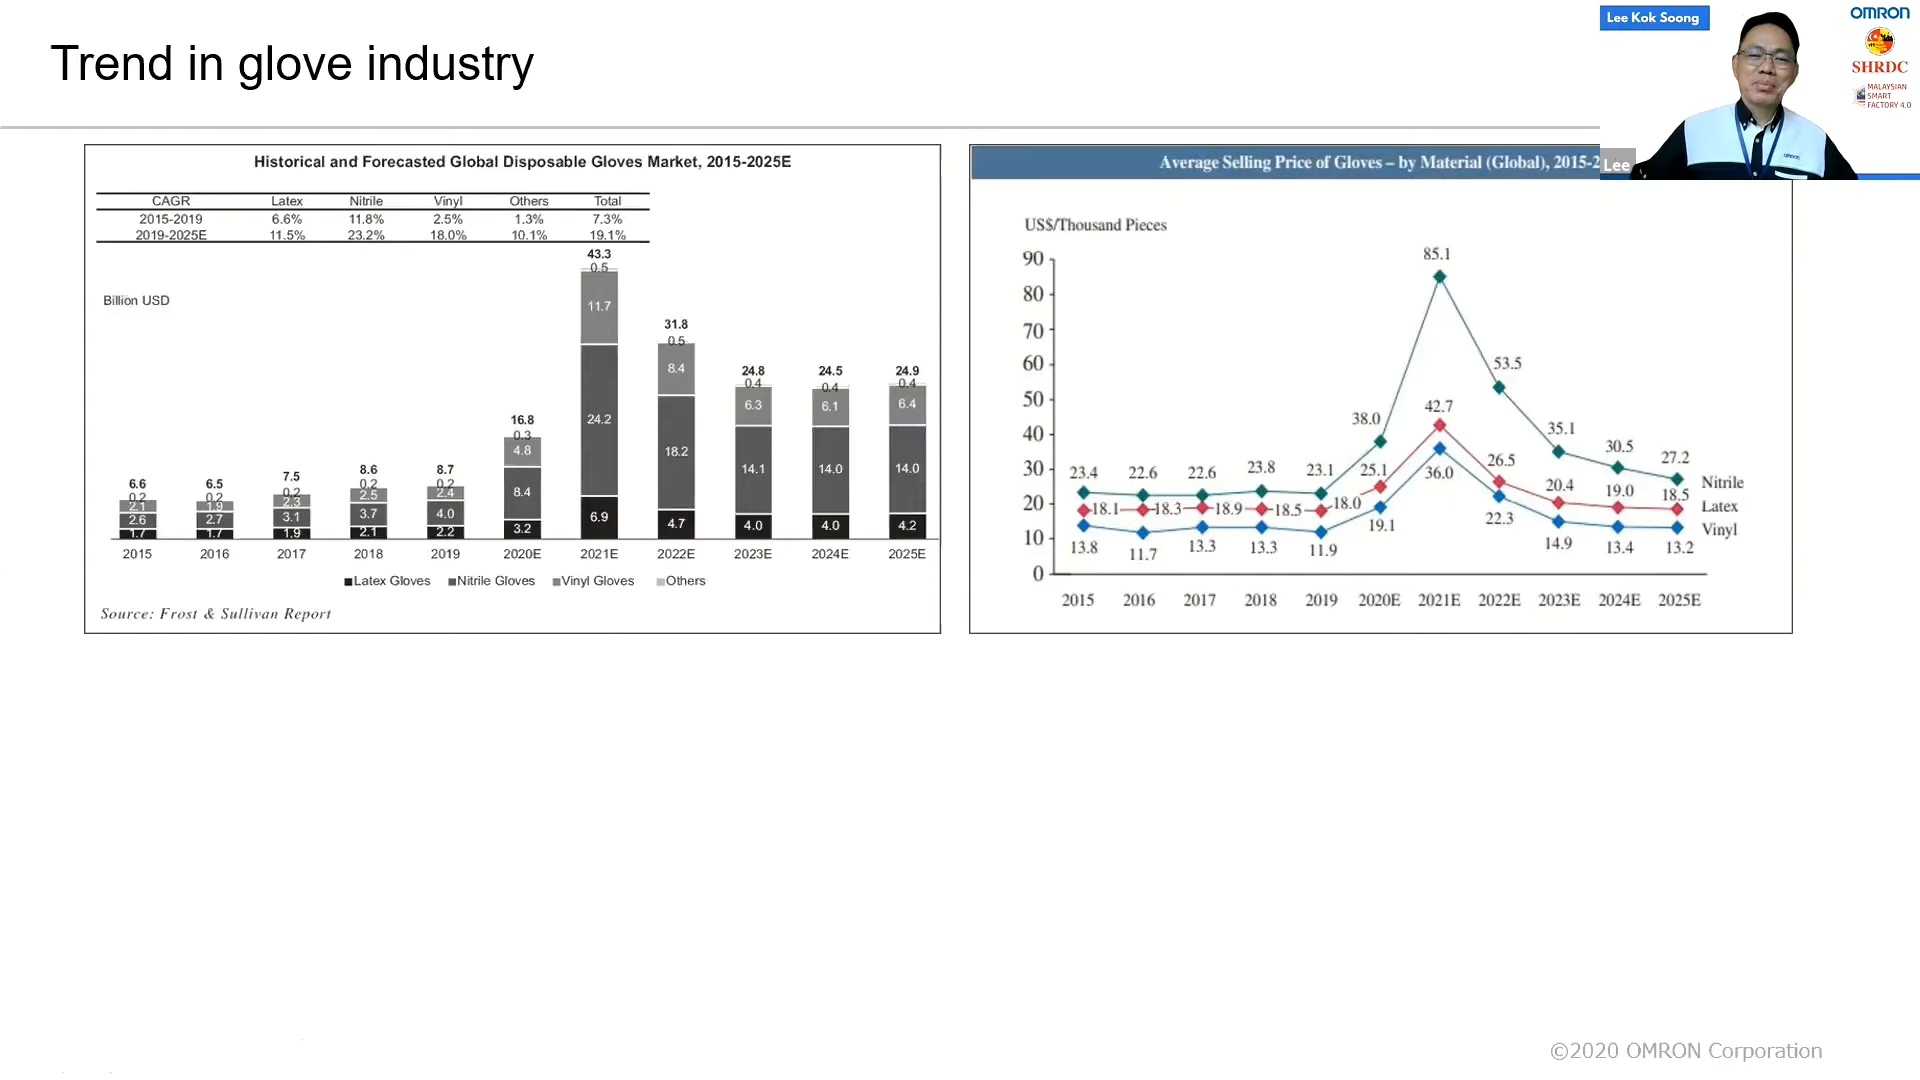 Trend in glove industry
Lee Kok Soong
OMRON
SHRDC
MALAYSIAN
SMART
FACTORY 4.0
OMRON
Lee
Historical and Forecasted Global Disposable Gloves Market, 2015-2025E
CAGR Latex Nitrile Vinyl Others Total
2015-2019 6.6% 11.8% 2.5% 1.3% 7.3%
2019-2025E 11.5% 23.2% 18.0% 10.1% 19.1%
Billion USD
6.6 6.5 7.5 8.6 8.7 16.8 43.3 31.8 24.8 24.5 24.9
0.2 0.2 0.2 0.2 0.2 0.3 0.5 0.5 0.4 0.4 0.4
2.1 1.9 2.3 2.5 2.4 4.8 11.7 8.4 6.3 6.1 6.4
2.6 2.7 3.1 3.7 4.0 8.4 24.2 18.2 14.1 14.0 14.0
1.7 1.7 1.9 2.1 2.2 3.2 6.9 4.7 4.0 4.0 4.2
2015 2016 2017 2018 2019 2020E 2021E 2022E 2023E 2024E 2025E
Latex Gloves Nitrile Gloves Vinyl Gloves Others
Source: Frost & Sullivan Report
Average Selling Price of Gloves – by Material (Global), 2015-2
US$/Thousand Pieces
90
80
70
60
50
40
30
20
10
0
23.4 22.6 22.6 23.8 23.1 38.0 85.1 53.5 35.1 30.5 27.2
Nitrile
18.1 18.3 18.9 18.5 18.0 25.1 42.7 26.5 20.4 19.0 18.5
Latex
13.8 11.7 13.3 13.3 11.9 19.1 36.0 22.3 14.9 13.4 13.2
Vinyl
2015 2016 2017 2018 2019 2020E 2021E 2022E 2023E 2024E 2025E
©2020 OMRON Corporation